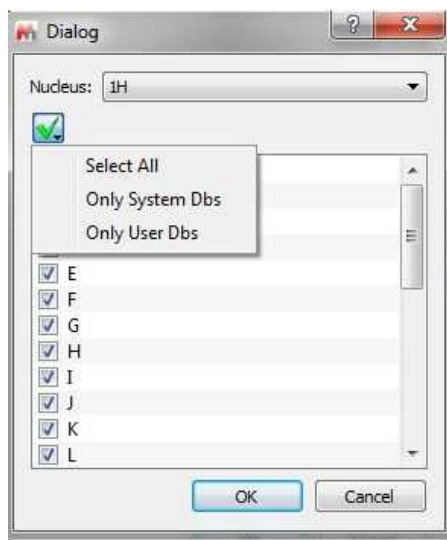 Dialog
Nucleus: 1H
Select All
Only System Dbs
Only User Dbs
E
F
G
H
I
J
K
L
OK Cancel